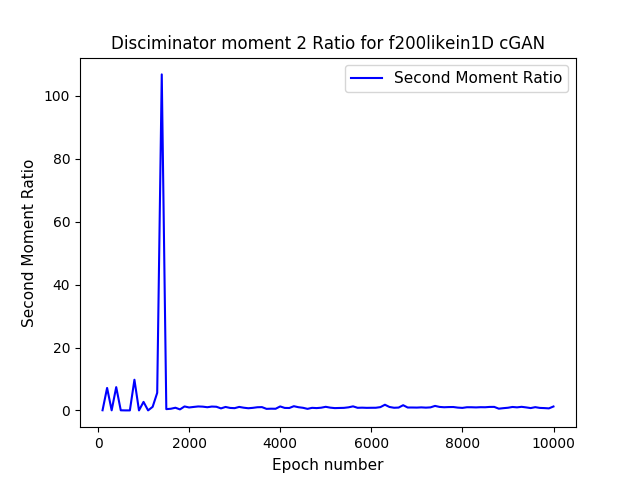 Disciminator moment 2 Ratio for f200likein1D cGAN
Second Moment Ratio
100
80
60
40
20
0
Second Moment Ratio
0 2000 4000 6000 8000 10000
Epoch number